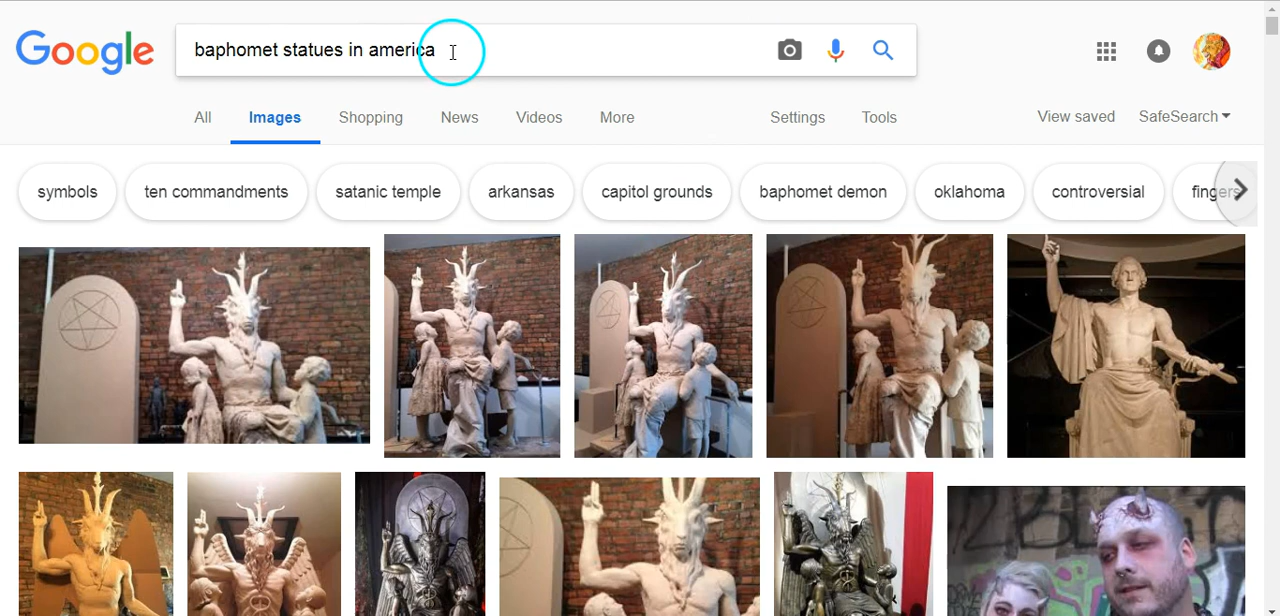 Google
baphomet statues in america
All Images Shopping News Videos More Settings Tools View saved SafeSearch
symbols ten commandments satanic temple arkansas capitol grounds baphomet demon oklahoma controversial fingers